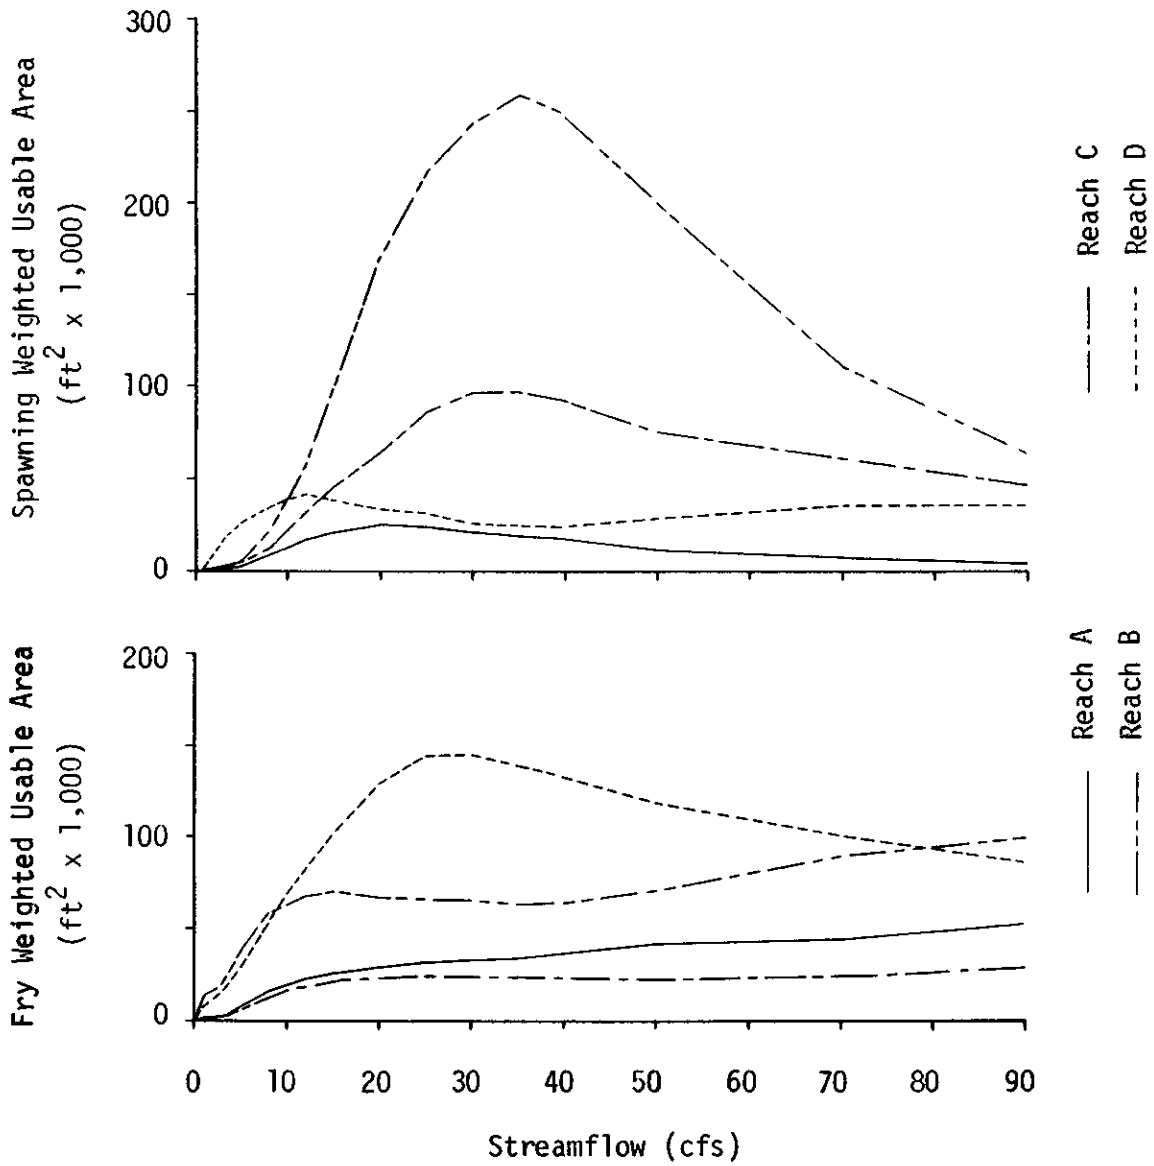 Spawning Weighted Usable Area
(ft² x 1,000)
300
200
100
0
Reach C
Reach D
Fry Weighted Usable Area
(ft² x 1,000)
200
100
0
Reach A
Reach B
0 10 20 30 40 50 60 70 80 90
Streamflow (cfs)